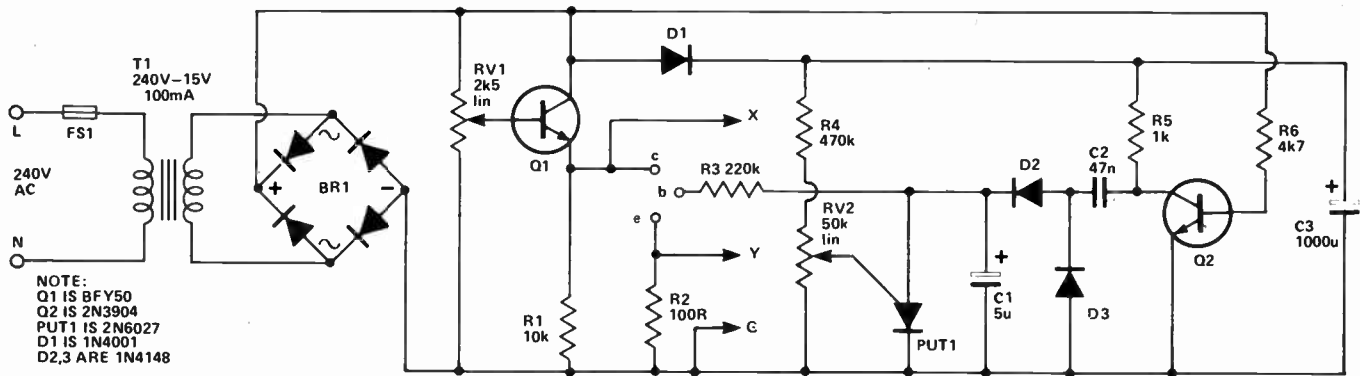 T1
240V–15V
100mA
L
FS1
240V
AC
N
BR1
+
–
RV1
2k5
lin
Q1
D1
X
c
b
e
R3 220k
Y
G
R1
10k
R2
100R
R4
470k
RV2
50k
lin
PUT1
+
C1
5u
D2
C2
47n
D3
R5
1k
R6
4k7
Q2
+
C3
1000u
NOTE:
Q1 IS BFY50
Q2 IS 2N3904
PUT1 IS 2N6027
D1 IS 1N4001
D2,3 ARE 1N4148